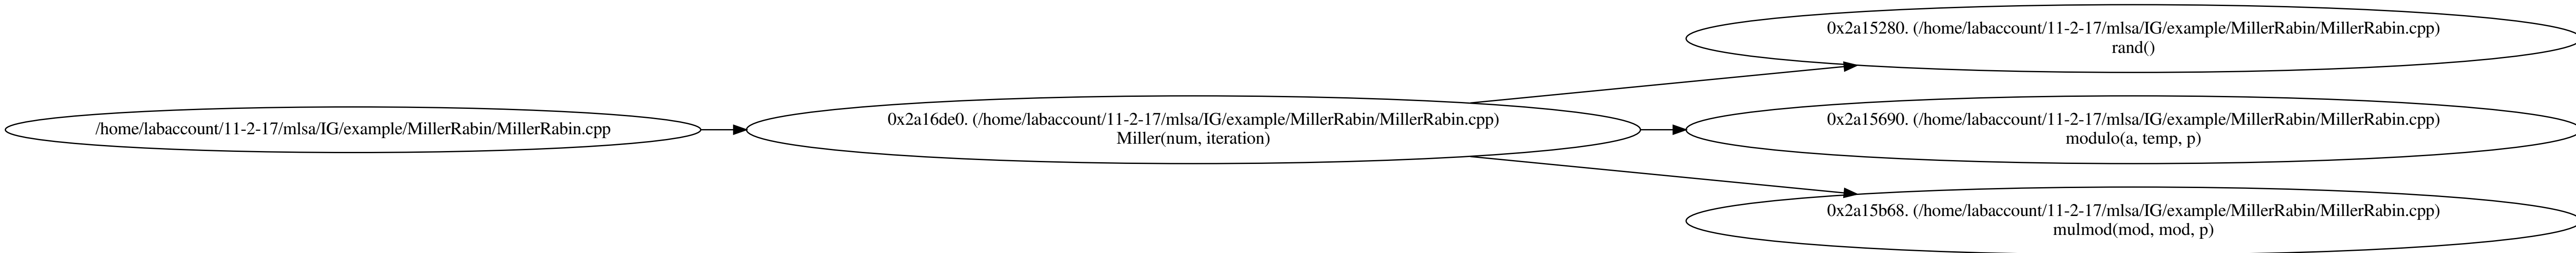 /home/labaccount/11-2-17/mlsa/IG/example/MillerRabin/MillerRabin.cpp
0x2a16de0. (/home/labaccount/11-2-17/mlsa/IG/example/MillerRabin/MillerRabin.cpp)
Miller(num, iteration)
0x2a15280. (/home/labaccount/11-2-17/mlsa/IG/example/MillerRabin/MillerRabin.cpp)
rand()
0x2a15690. (/home/labaccount/11-2-17/mlsa/IG/example/MillerRabin/MillerRabin.cpp)
modulo(a, temp, p)
0x2a15b68. (/home/labaccount/11-2-17/mlsa/IG/example/MillerRabin/MillerRabin.cpp)
mulmod(mod, mod, p)